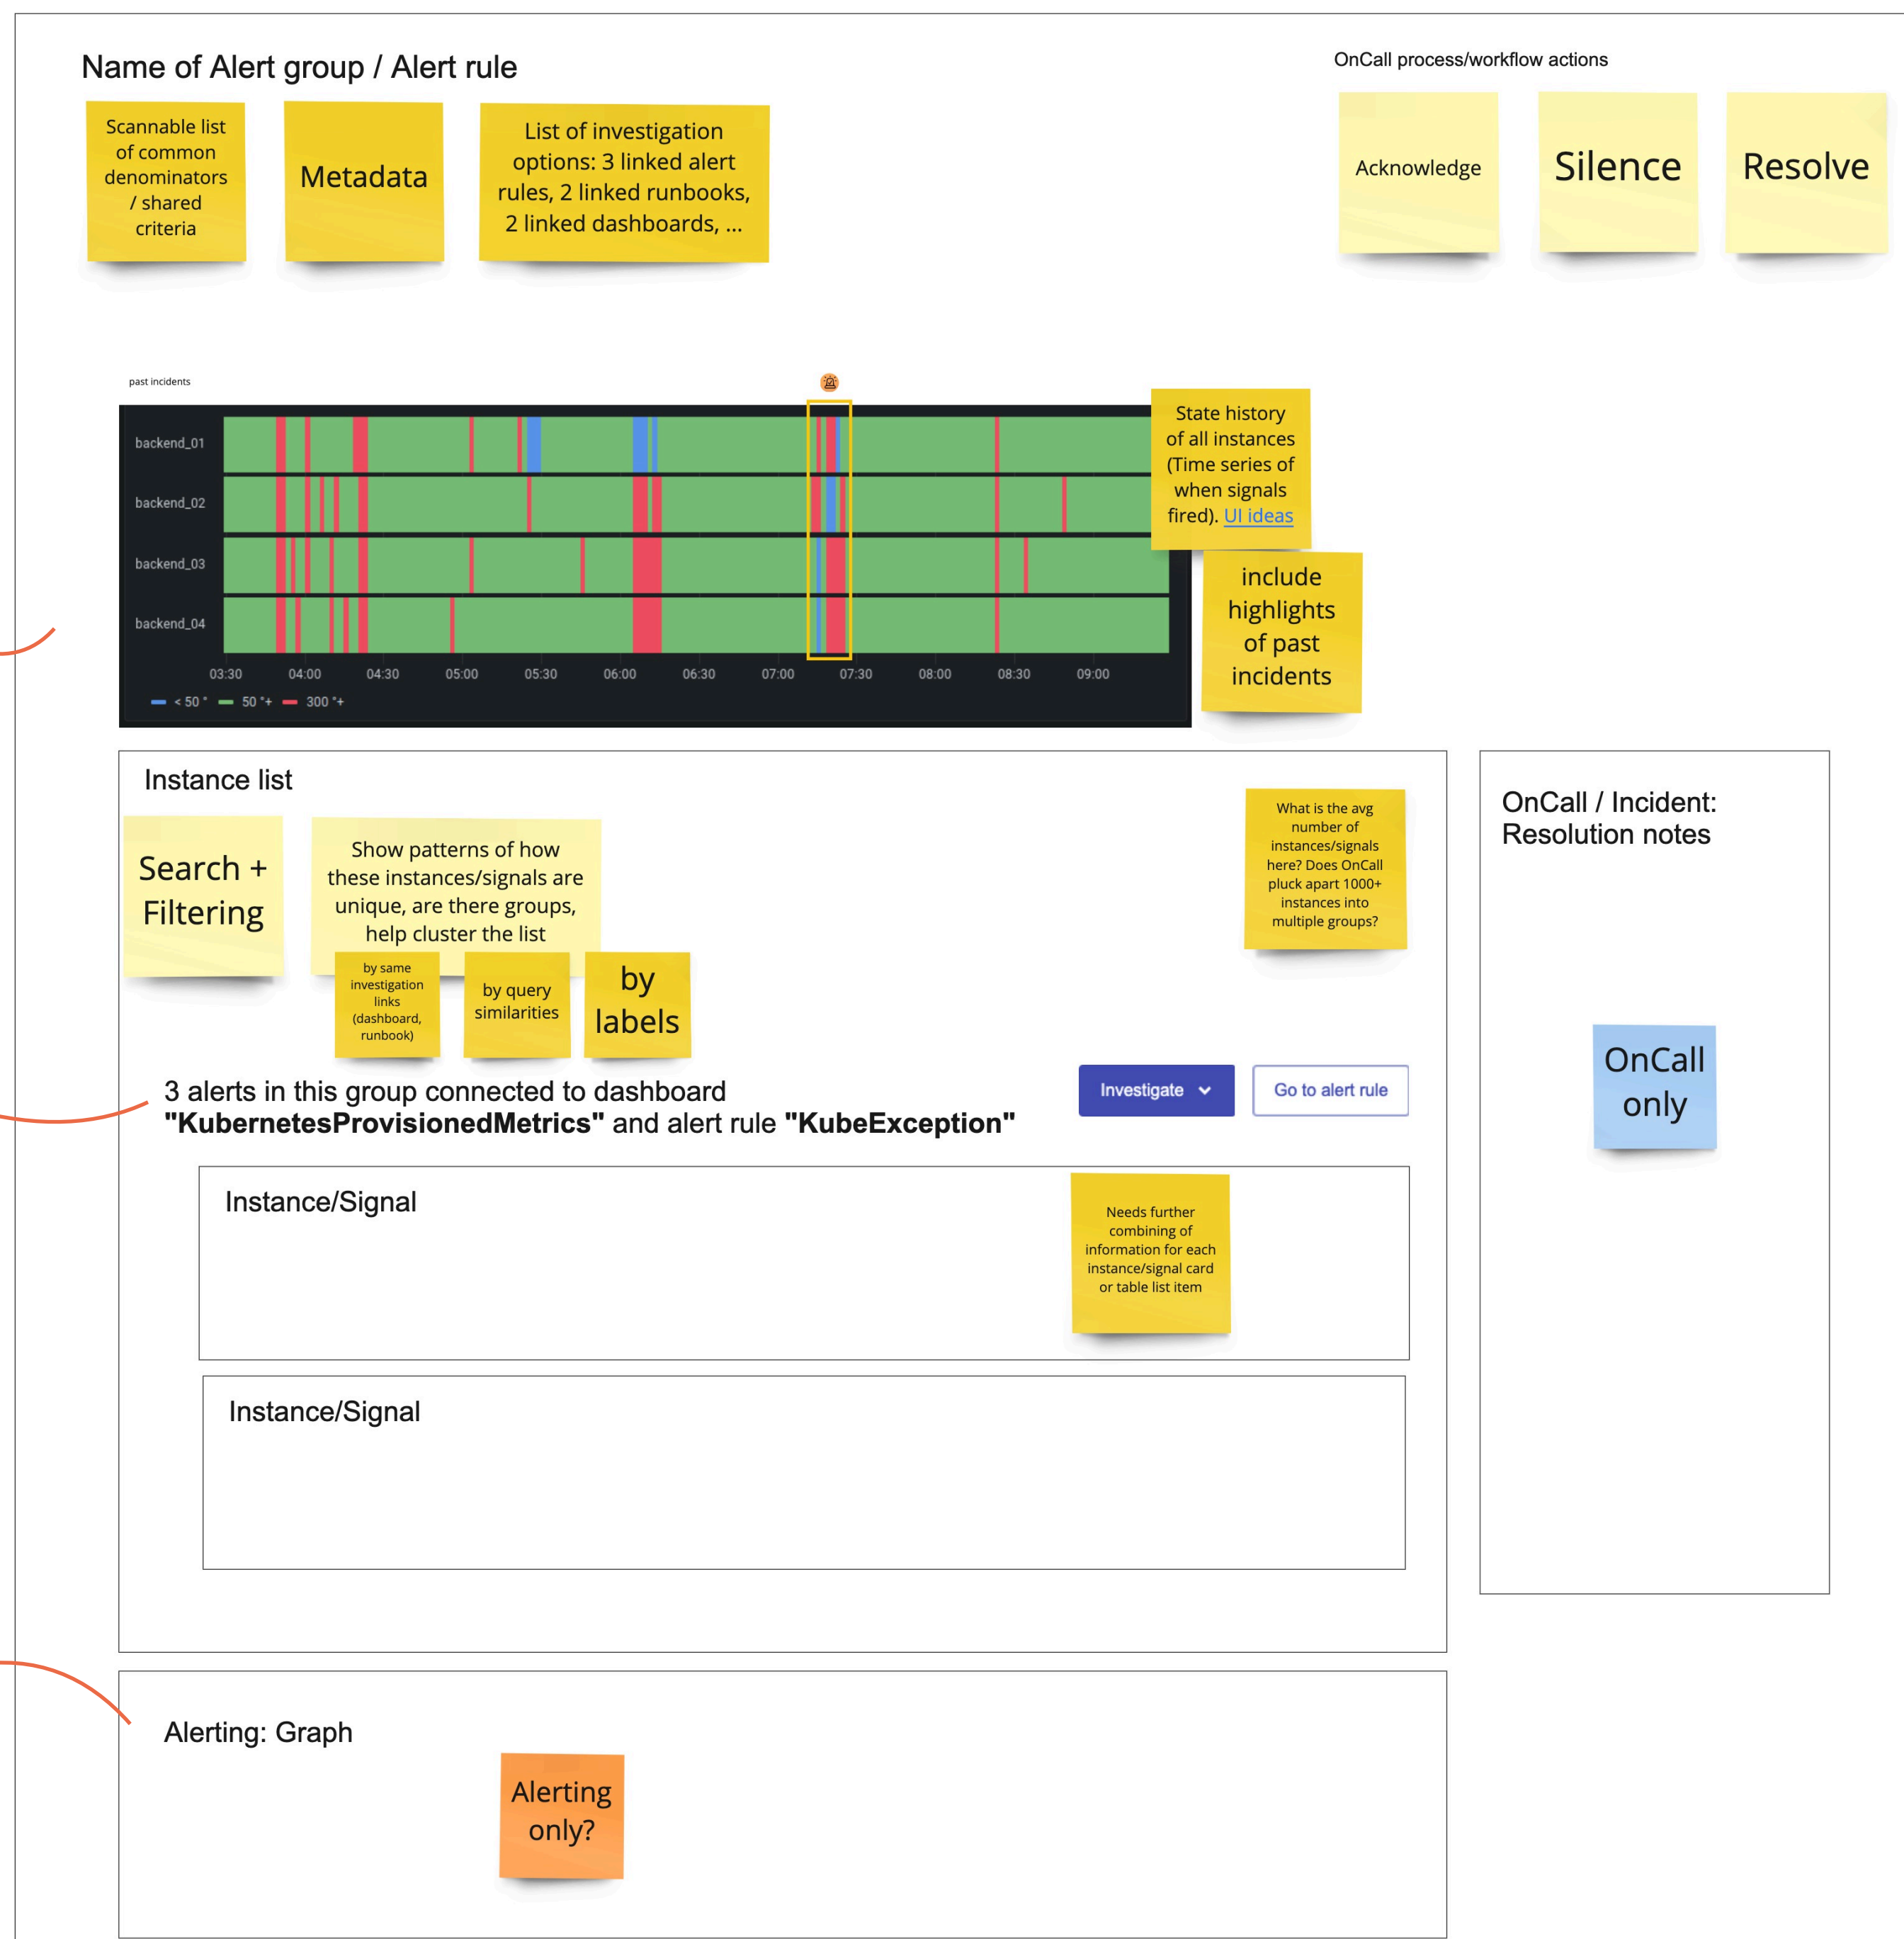 Name of Alert group / Alert rule
OnCall process/workflow actions
Scannable list
of common
denominators
/ shared
criteria
Metadata
List of investigation
options: 3 linked alert
rules, 2 linked runbooks,
2 linked dashboards, ...
Acknowledge
Silence
Resolve
past incidents
backend_01
backend_02
backend_03
backend_04
03:30
04:00
04:30
05:00
05:30
06:00
06:30
07:00
07:30
08:00
08:30
09:00
< 50 °
50 °+
300 °+
State history
of all instances
(Time series of
when signals
fired). UI ideas
include
highlights
of past
incidents
Instance list
Search +
Filtering
Show patterns of how
these instances/signals are
unique, are there groups,
help cluster the list
by same
investigation
links
(dashboard,
runbook)
by query
similarities
by
labels
What is the avg
number of
instances/signals
here? Does OnCall
pluck apart 1000+
instances into
multiple groups?
3 alerts in this group connected to dashboard
"KubernetesProvisionedMetrics" and alert rule "KubeException"
Investigate
Go to alert rule
Instance/Signal
Needs further
combining of
information for each
instance/signal card
or table list item
Instance/Signal
OnCall / Incident:
Resolution notes
OnCall
only
Alerting: Graph
Alerting
only?